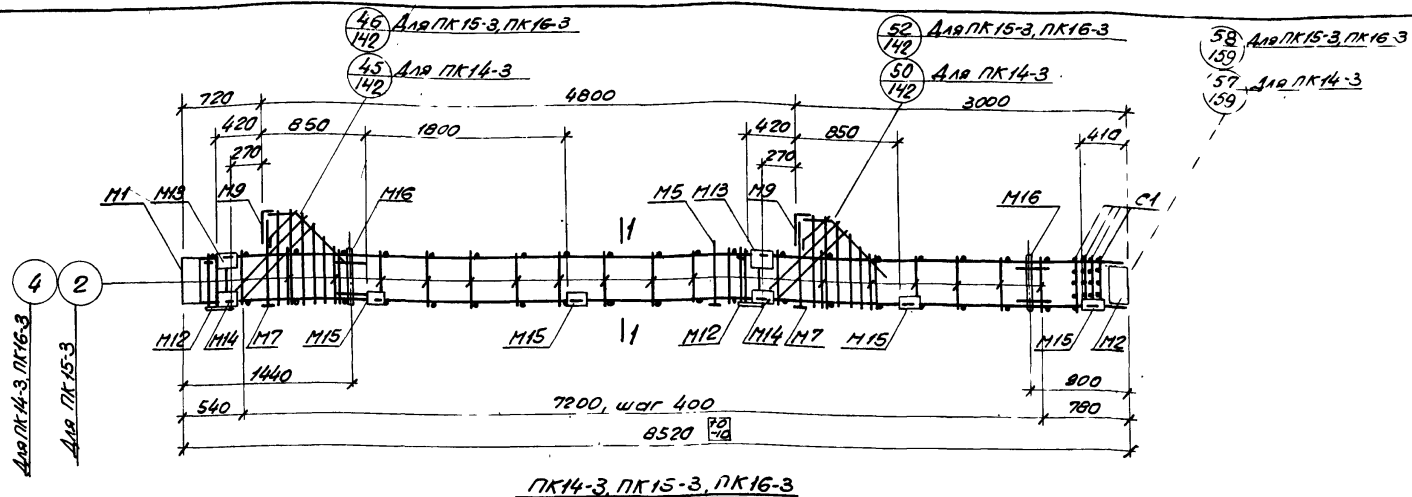 46
142
Для ПК15-3, ПК16-3
45
142
Для ПК14-3
52
142
Для ПК15-3, ПК16-3
50
142
Для ПК14-3
58
159
Для ПК15-3, ПК16-3
57
159
Для ПК14-3
720
4800
3000
420
850
1800
420
850
410
270
270
М1
М13
М9
М16
М5
М13
М9
М16
С1
1
4
2
М12
М14
М7
М15
М15
1
М12
М14
М7
М15
М15
М2
Для ПК14-3, ПК16-3
Для ПК15-3
1440
900
540
7200, шаг 400
780
8520
ПК14-3, ПК15-3, ПК16-3